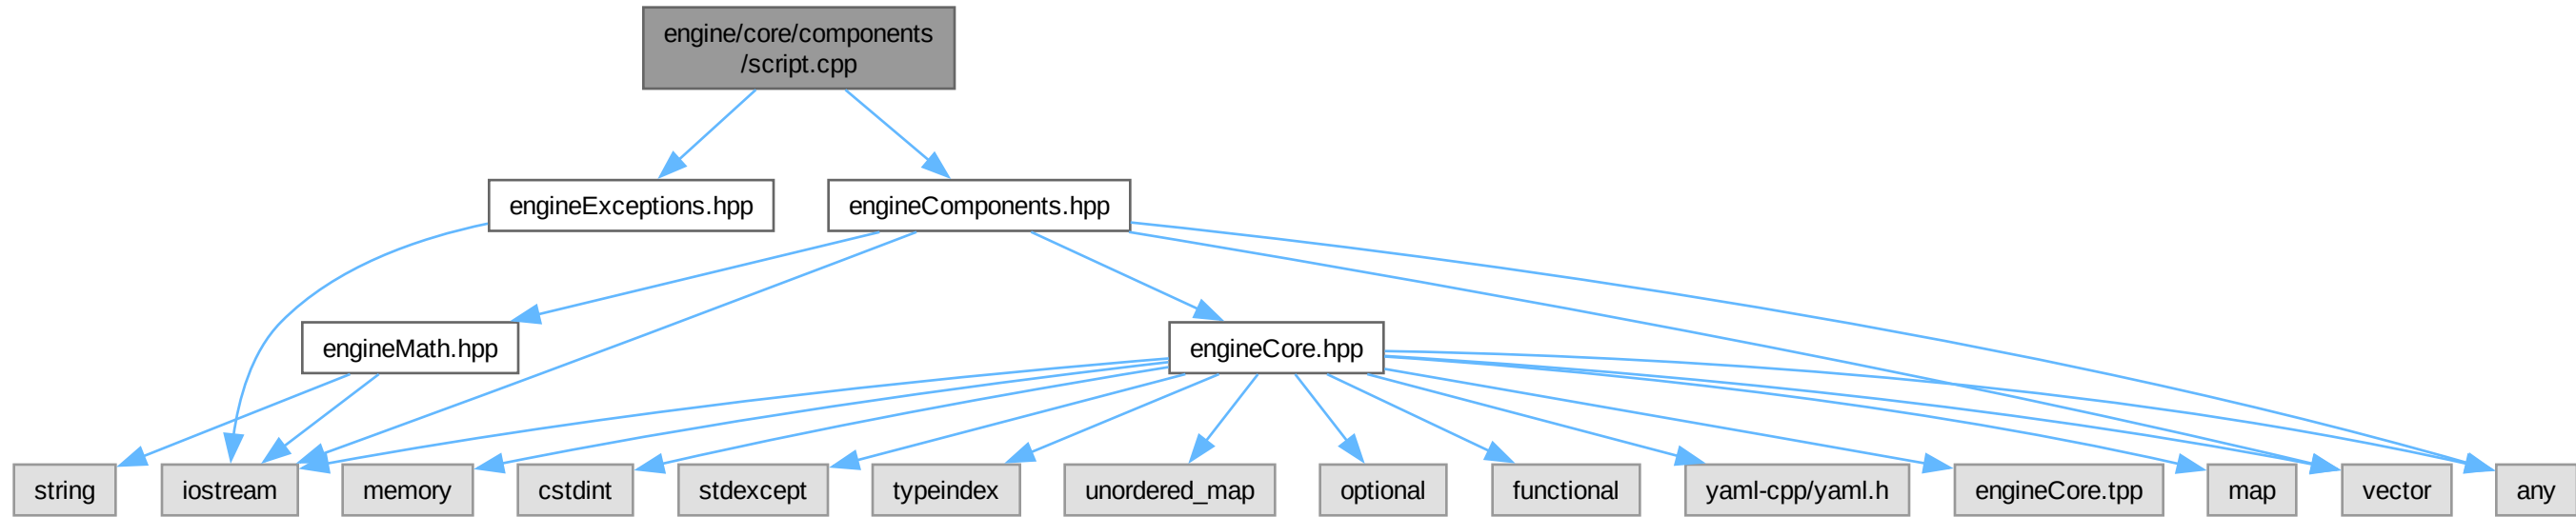 engine/core/components
/script.cpp
engineExceptions.hpp
engineComponents.hpp
engineMath.hpp
engineCore.hpp
string
iostream
memory
cstdint
stdexcept
typeindex
unordered_map
optional
functional
yaml-cpp/yaml.h
engineCore.tpp
map
vector
any